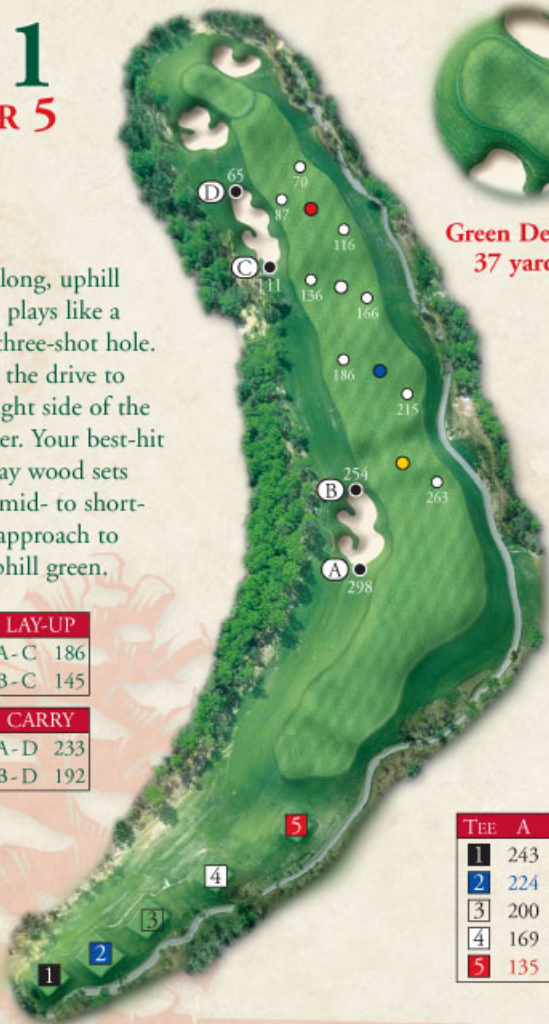 1
R 5
long, uphill
plays like a
three-shot hole.
the drive to
ght side of the
er. Your best-hit
ay wood sets
mid- to short-
approach to
phill green.
LAY-UP
A - C 186
B - C 145
CARRY
A - D 233
B - D 192
Green De
37 yard
70
D 65
87
116
C 111
136
166
186
215
B 254
263
A 298
5
4
3
2
1
TEE A
1 243
2 224
3 200
4 169
5 135